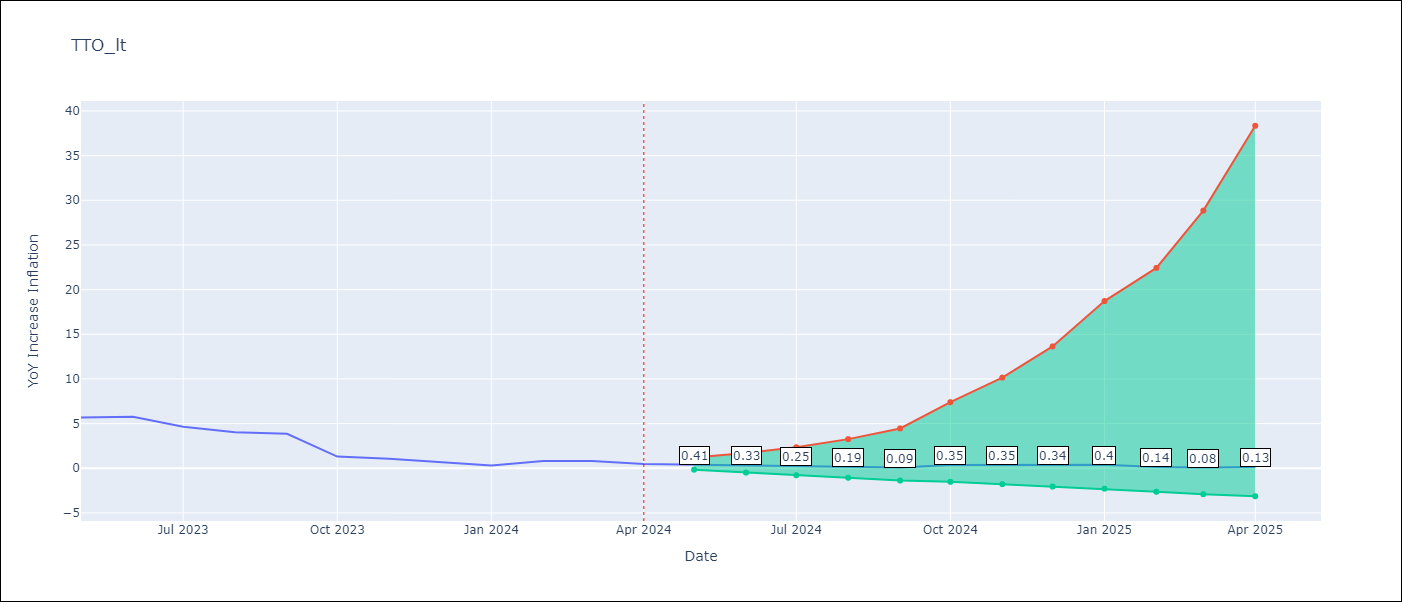 TTO_lt
YoY Increase Inflation
40
35
30
25
20
15
10
5
0
−5
0.41
0.33
0.25
0.19
0.09
0.35
0.35
0.34
0.4
0.14
0.08
0.13
Jul 2023
Oct 2023
Jan 2024
Apr 2024
Jul 2024
Oct 2024
Jan 2025
Apr 2025
Date